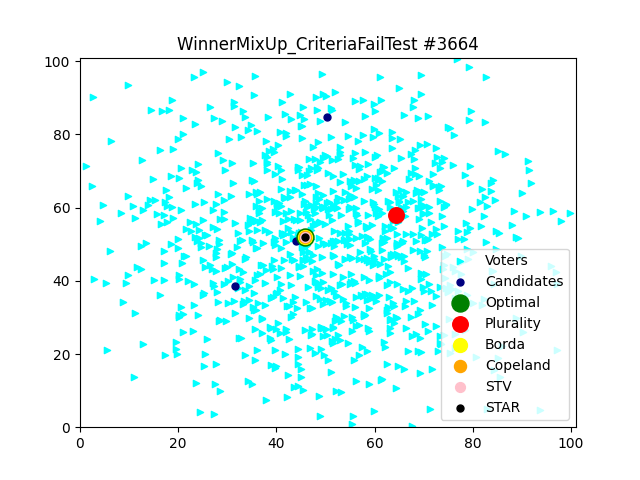 WinnerMixUp_CriteriaFailTest #3664
100
80
60
40
20
0
0 20 40 60 80 100
Voters
Candidates
Optimal
Plurality
Borda
Copeland
STV
STAR